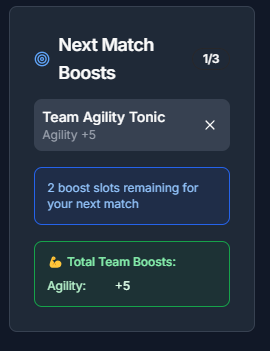 Next Match
Boosts
1/3
Team Agility Tonic
Agility +5
2 boost slots remaining for
your next match
💪 Total Team Boosts:
Agility: +5